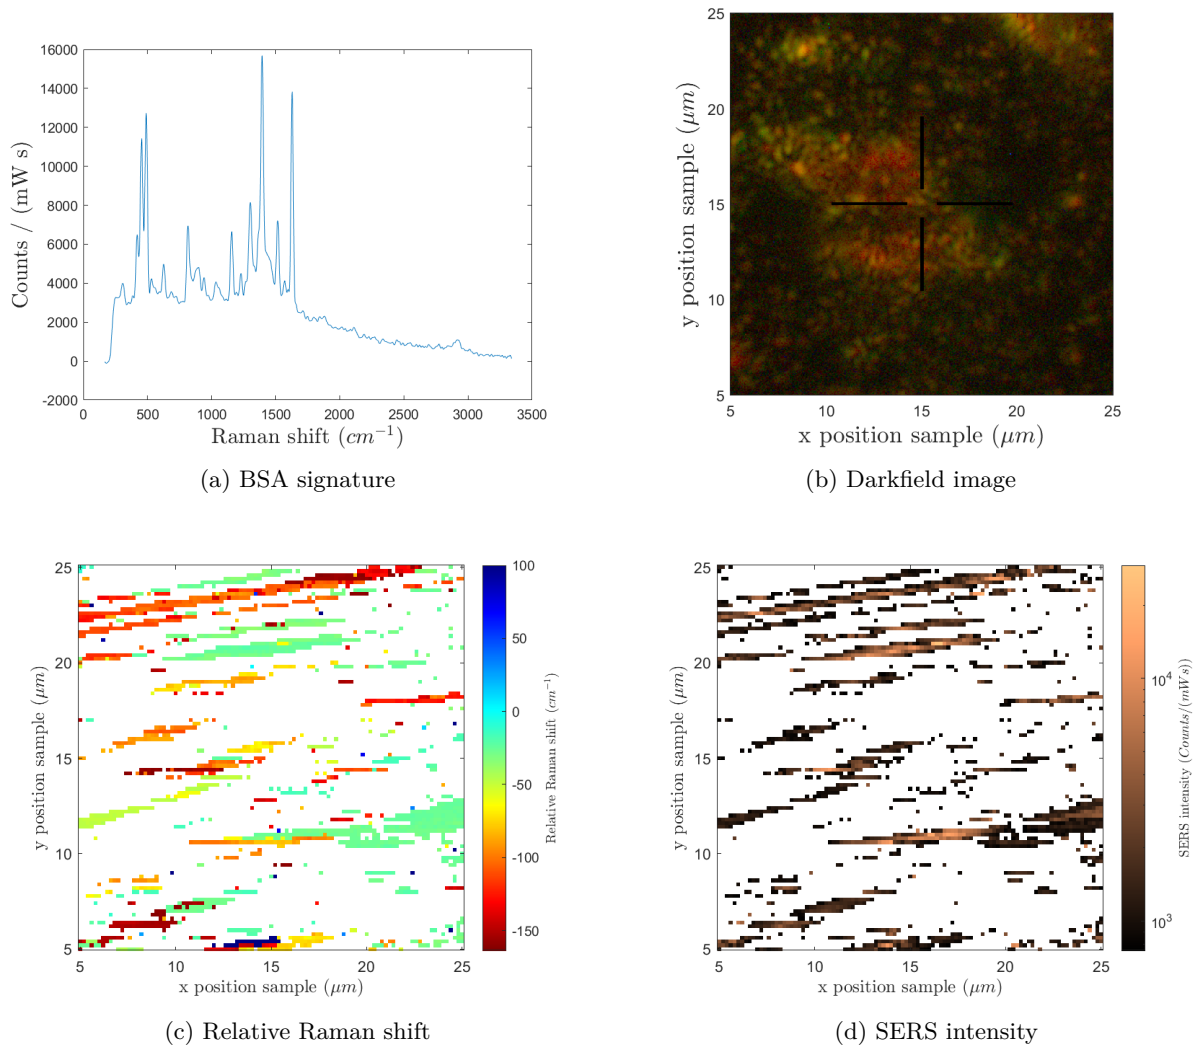 16000
14000
12000
10000
8000
6000
4000
2000
0
-2000
Counts / (mW s)
0 500 1000 1500 2000 2500 3000 3500
Raman shift (cm⁻¹)
(a) BSA signature
25
20
15
10
5
y position sample (μm)
5 10 15 20 25
x position sample (μm)
(b) Darkfield image
25
20
15
10
5
y position sample (μm)
5 10 15 20 25
x position sample (μm)
100
50
0
-50
-100
-150
Relative Raman shift (cm⁻¹)
(c) Relative Raman shift
25
20
15
10
5
y position sample (μm)
5 10 15 20 25
x position sample (μm)
10⁴
10³
SERS intensity (Counts/(mW s))
(d) SERS intensity